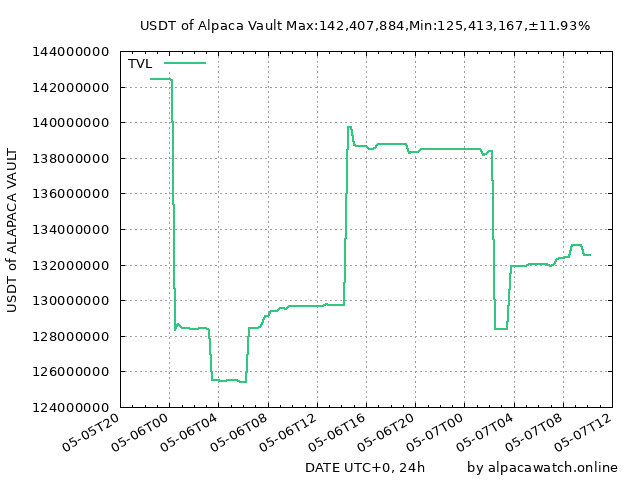 USDT of Alpaca Vault Max:142,407,884,Min:125,413,167,±11.93%
TVL
144000000
142000000
140000000
138000000
136000000
134000000
132000000
130000000
128000000
126000000
124000000
USDT of ALAPACA VAULT
05-05T20
05-06T00
05-06T04
05-06T08
05-06T12
05-06T16
05-06T20
05-07T00
05-07T04
05-07T08
05-07T12
DATE UTC+0, 24h
by alpacawatch.online